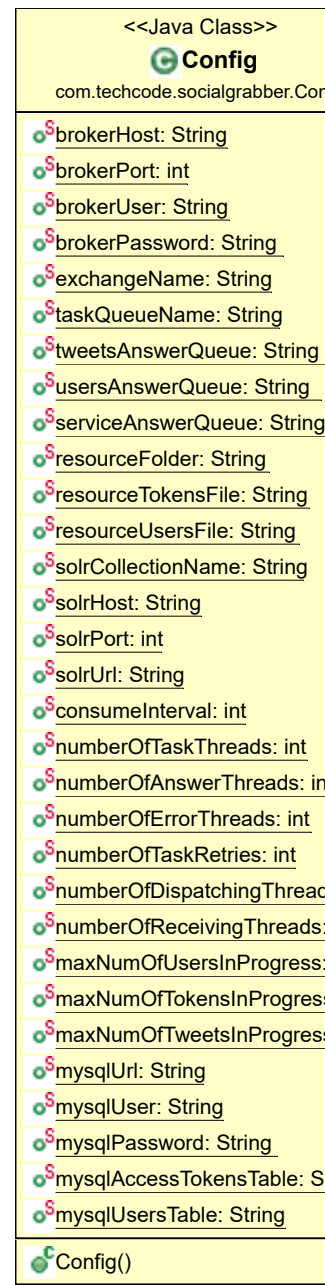 <<Java Class>>
Config
com.techcode.socialgrabber.Con
brokerHost: String
brokerPort: int
brokerUser: String
brokerPassword: String
exchangeName: String
taskQueueName: String
tweetsAnswerQueue: String
usersAnswerQueue: String
serviceAnswerQueue: String
resourceFolder: String
resourceTokensFile: String
resourceUsersFile: String
solrCollectionName: String
solrHost: String
solrPort: int
solrUrl: String
consumeInterval: int
numberOfTaskThreads: int
numberOfAnswerThreads: in
numberOfErrorThreads: int
numberOfTaskRetries: int
numberOfDispatchingThread
numberOfReceivingThreads:
maxNumOfUsersInProgress:
maxNumOfTokensInProgress
maxNumOfTweetsInProgress
mysqlUrl: String
mysqlUser: String
mysqlPassword: String
mysqlAccessTokensTable: S
mysqlUsersTable: String
Config()